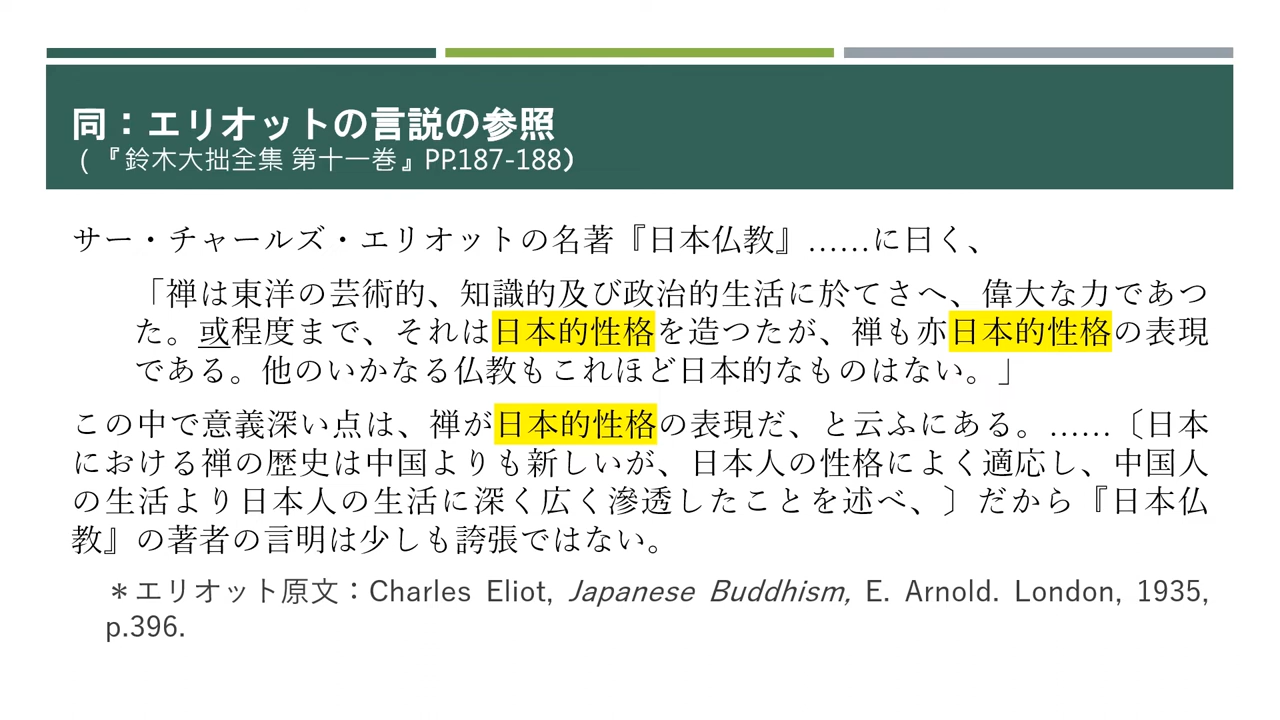 同：エリオットの言説の参照
（『鈴木大拙全集 第十一巻』PP.187-188）
サー・チャールズ・エリオットの名著『日本仏教』……に曰く、
「禅は東洋の芸術的、知識的及び政治的生活に於てさへ、偉大な力であつ
た。或程度まで、それは日本的性格を造つたが、禅も亦日本的性格の表現
である。他のいかなる仏教もこれほど日本的なものはない。」
この中で意義深い点は、禅が日本的性格の表現だ、と云ふにある。……〔日本
における禅の歴史は中国よりも新しいが、日本人の性格によく適応し、中国人
の生活より日本人の生活に深く広く滲透したことを述べ、〕だから『日本仏
教』の著者の言明は少しも誇張ではない。
＊エリオット原文：Charles Eliot, Japanese Buddhism, E. Arnold. London, 1935,
p.396.